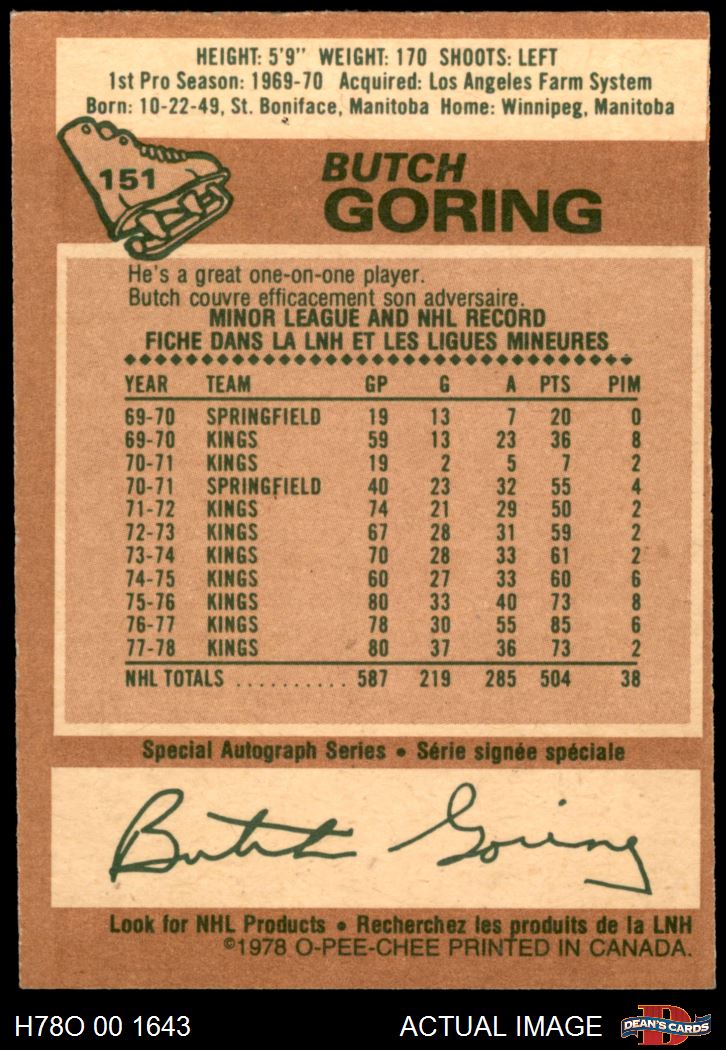 HEIGHT: 5'9" WEIGHT: 170 SHOOTS: LEFT
1st Pro Season: 1969-70 Acquired: Los Angeles Farm System
Born: 10-22-49, St. Boniface, Manitoba Home: Winnipeg, Manitoba
151
BUTCH
GORING
He's a great one-on-one player.
Butch couvre efficacement son adversaire.
MINOR LEAGUE AND NHL RECORD
FICHE DANS LA LNH ET LES LIGUES MINEURES
YEAR TEAM GP G A PTS PIM
69-70 SPRINGFIELD 19 13 7 20 0
69-70 KINGS 59 13 23 36 8
70-71 KINGS 19 2 5 7 2
70-71 SPRINGFIELD 40 23 32 55 4
71-72 KINGS 74 21 29 50 2
72-73 KINGS 67 28 31 59 2
73-74 KINGS 70 28 33 61 2
74-75 KINGS 60 27 33 60 6
75-76 KINGS 80 33 40 73 8
76-77 KINGS 78 30 55 85 6
77-78 KINGS 80 37 36 73 2
NHL TOTALS .......... 587 219 285 504 38
Special Autograph Series • Série signée spéciale
Butch Goring
Look for NHL Products • Recherchez les produits de la LNH
©1978 O-PEE-CHEE PRINTED IN CANADA.
H78O 00 1643 ACTUAL IMAGE D DEAN'S CARDS